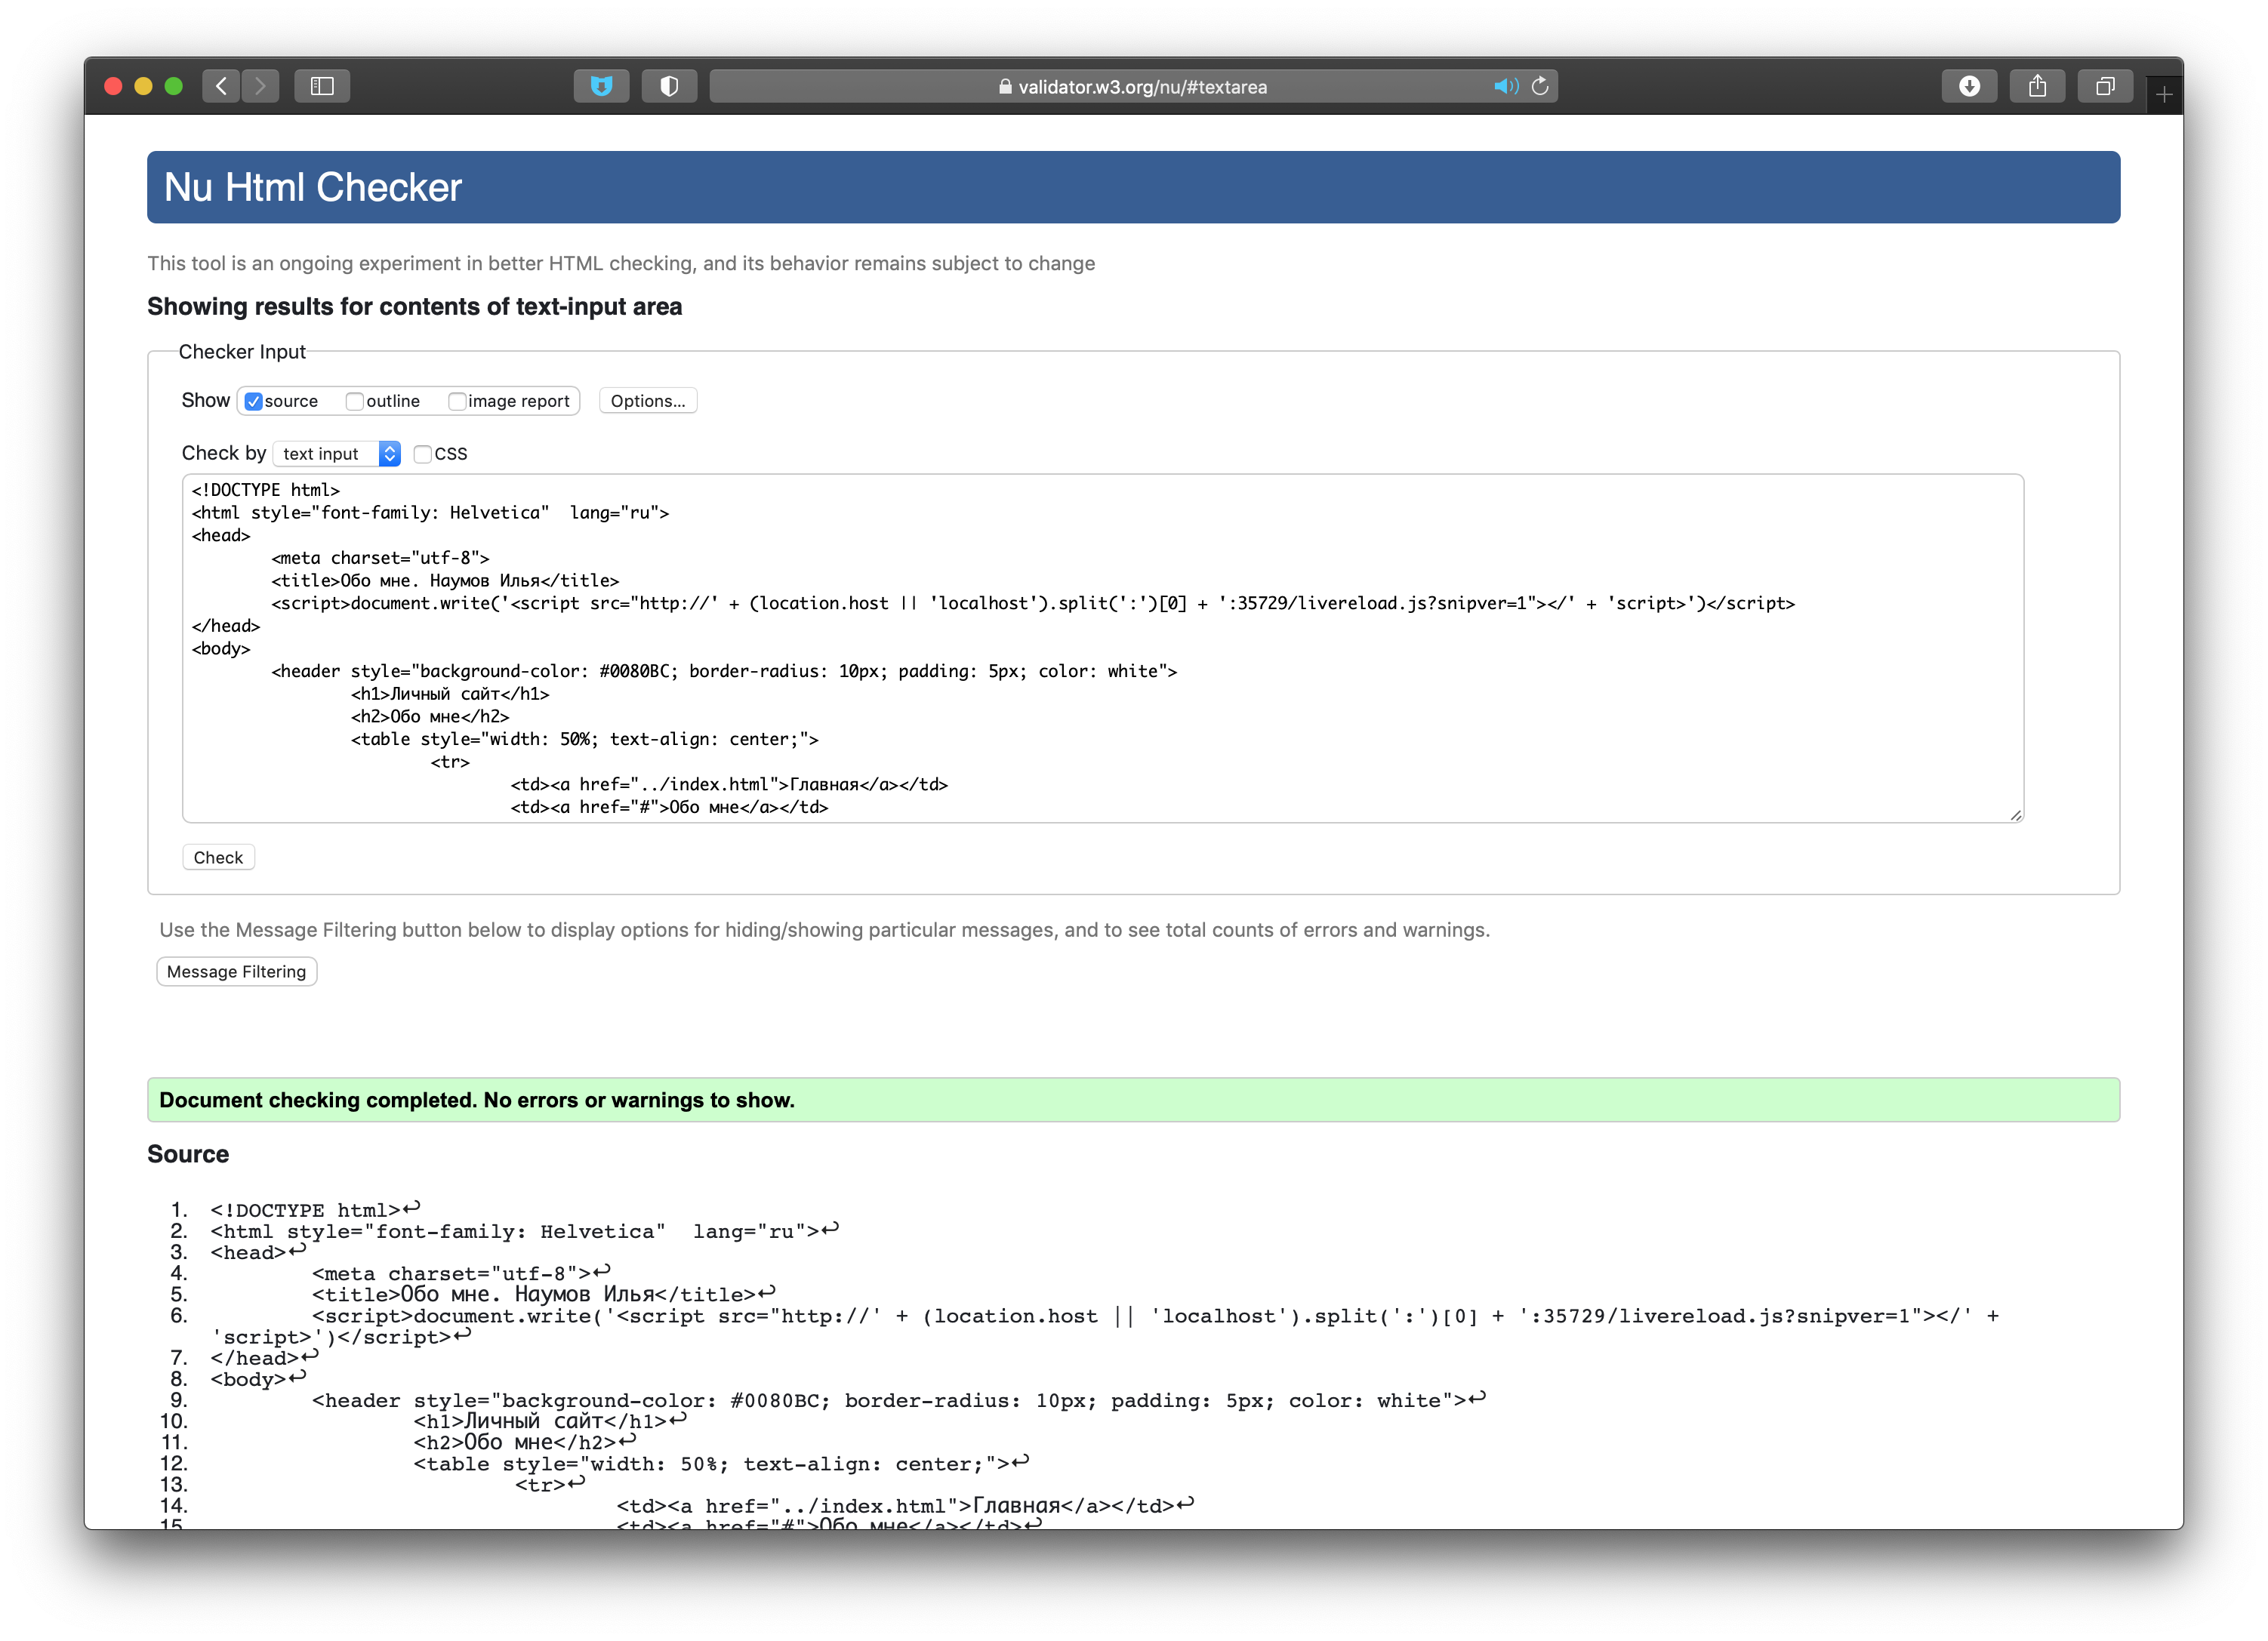 validator.w3.org/nu/#textarea
Nu Html Checker
This tool is an ongoing experiment in better HTML checking, and its behavior remains subject to change
Showing results for contents of text-input area
Checker Input
Show source outline image report Options...
Check by text input CSS
<!DOCTYPE html>
<html style="font-family: Helvetica"  lang="ru">
<head>
	<meta charset="utf-8">
	<title>Обо мне. Наумов Илья</title>
	<script>document.write('<script src="http://' + (location.host || 'localhost').split(':')[0] + ':35729/livereload.js?snipver=1"></' + 'script>')</script>
</head>
<body>
	<header style="background-color: #0080BC; border-radius: 10px; padding: 5px; color: white">
		<h1>Личный сайт</h1>
		<h2>Обо мне</h2>
		<table style="width: 50%; text-align: center;">
			<tr>
				<td><a href="../index.html">Главная</a></td>
				<td><a href="#">Обо мне</a></td>
Check
Use the Message Filtering button below to display options for hiding/showing particular messages, and to see total counts of errors and warnings.
Message Filtering
Document checking completed. No errors or warnings to show.
Source
1. <!DOCTYPE html>↩
2. <html style="font-family: Helvetica"  lang="ru">↩
3. <head>↩
4. 	<meta charset="utf-8">↩
5. 	<title>Обо мне. Наумов Илья</title>↩
6. 	<script>document.write('<script src="http://' + (location.host || 'localhost').split(':')[0] + ':35729/livereload.js?snipver=1"></' +
'script>')</script>↩
7. </head>↩
8. <body>↩
9. 	<header style="background-color: #0080BC; border-radius: 10px; padding: 5px; color: white">↩
10. 		<h1>Личный сайт</h1>↩
11. 		<h2>Обо мне</h2>↩
12. 		<table style="width: 50%; text-align: center;">↩
13. 			<tr>↩
14. 				<td><a href="../index.html">Главная</a></td>↩
15. 				<td><a href="#">Обо мне</a></td>↩